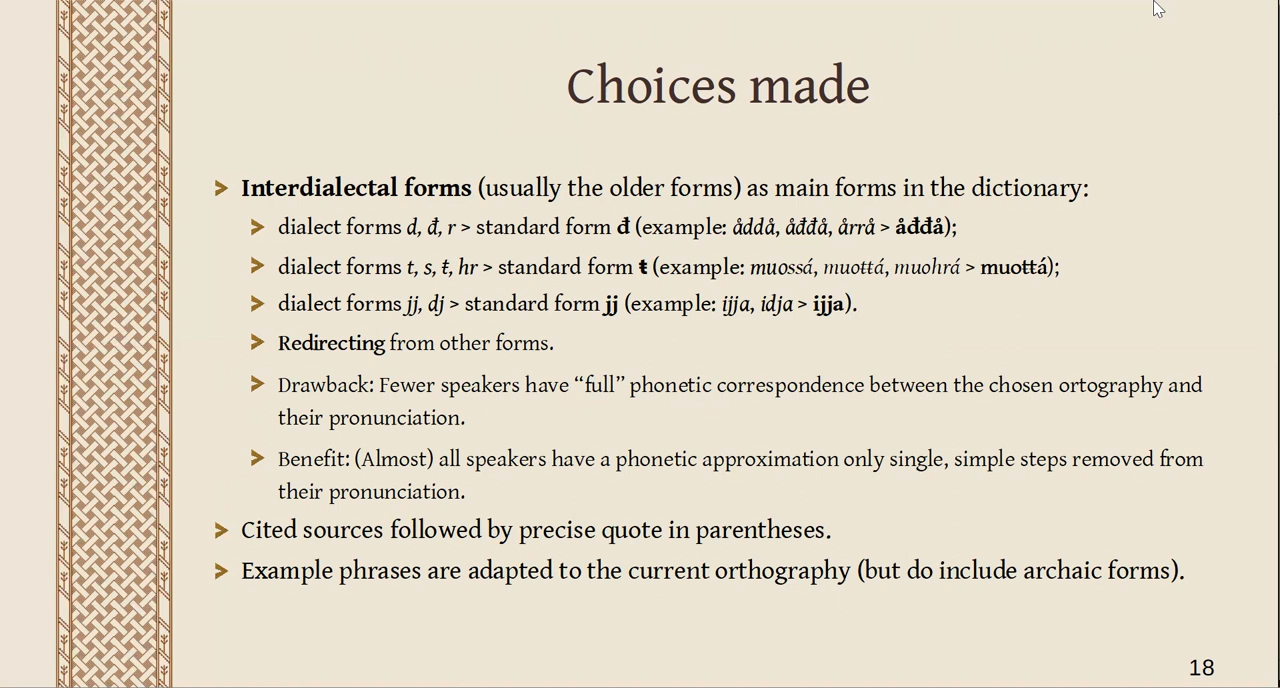 Choices made
Interdialectal forms (usually the older forms) as main forms in the dictionary:
dialect forms d, đ, r > standard form đ (example: åddå, åđđå, årrå > åđđå);
dialect forms t, s, ŧ, hr > standard form ŧ (example: muossá, muoŧŧá, muohrá > muoŧŧá);
dialect forms jj, dj > standard form jj (example: ijja, idja > ijja).
Redirecting from other forms.
Drawback: Fewer speakers have “full” phonetic correspondence between the chosen ortography and
their pronunciation.
Benefit: (Almost) all speakers have a phonetic approximation only single, simple steps removed from
their pronunciation.
Cited sources followed by precise quote in parentheses.
Example phrases are adapted to the current orthography (but do include archaic forms).
18